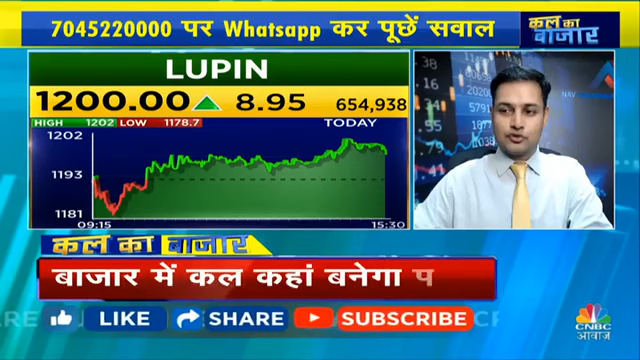 7045220000 पर Whatsapp कर पूछें सवाल
कल का
बाजार
LUPIN
1200.00 8.95 654,938
HIGH 1202 LOW 1178.7 TODAY
1202
1193
1181
09:15 15:30
NAV
कल का बाजार
बाजार में कल कहां बनेगा प
LIKE SHARE SUBSCRIBE
CNBC
आवाज़